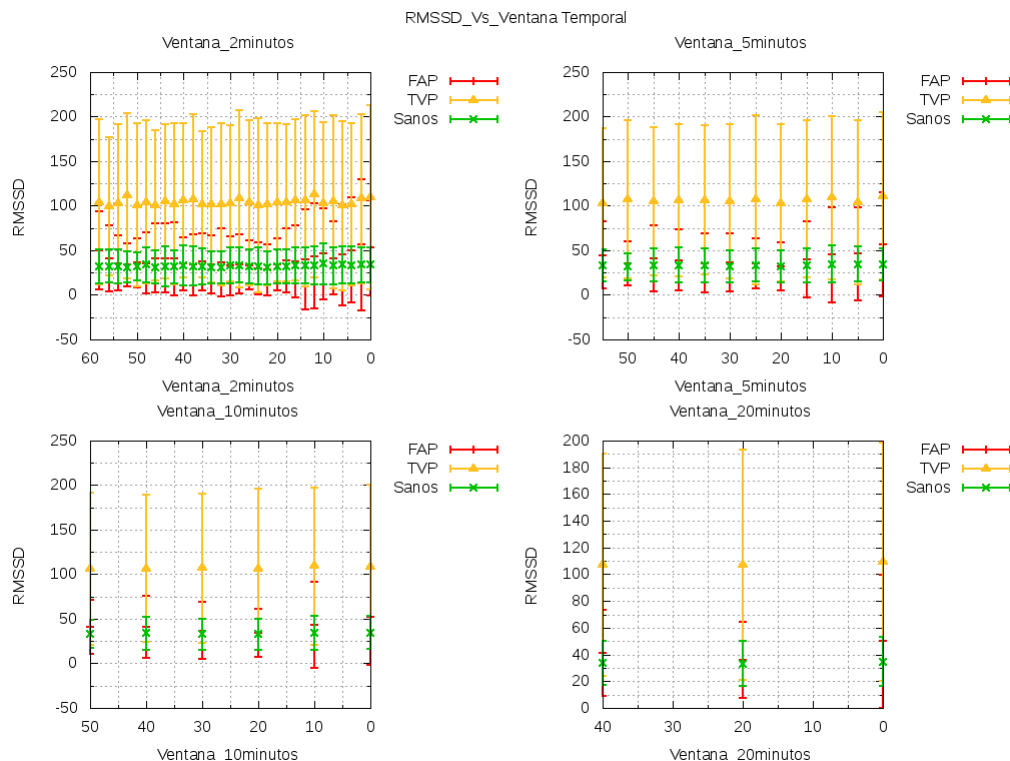 RMSSD_Vs_Ventana Temporal
Ventana_2minutos
RMSSD
250
200
150
100
50
0
-50
60 50 40 30 20 10 0
Ventana_2minutos
FAP
TVP
Sanos
Ventana_5minutos
RMSSD
250
200
150
100
50
0
-50
50 40 30 20 10 0
Ventana_5minutos
FAP
TVP
Sanos
Ventana_10minutos
RMSSD
250
200
150
100
50
0
-50
50 40 30 20 10 0
Ventana_10minutos
FAP
TVP
Sanos
Ventana_20minutos
RMSSD
200
180
160
140
120
100
80
60
40
20
0
40 30 20 10 0
Ventana_20minutos
FAP
TVP
Sanos